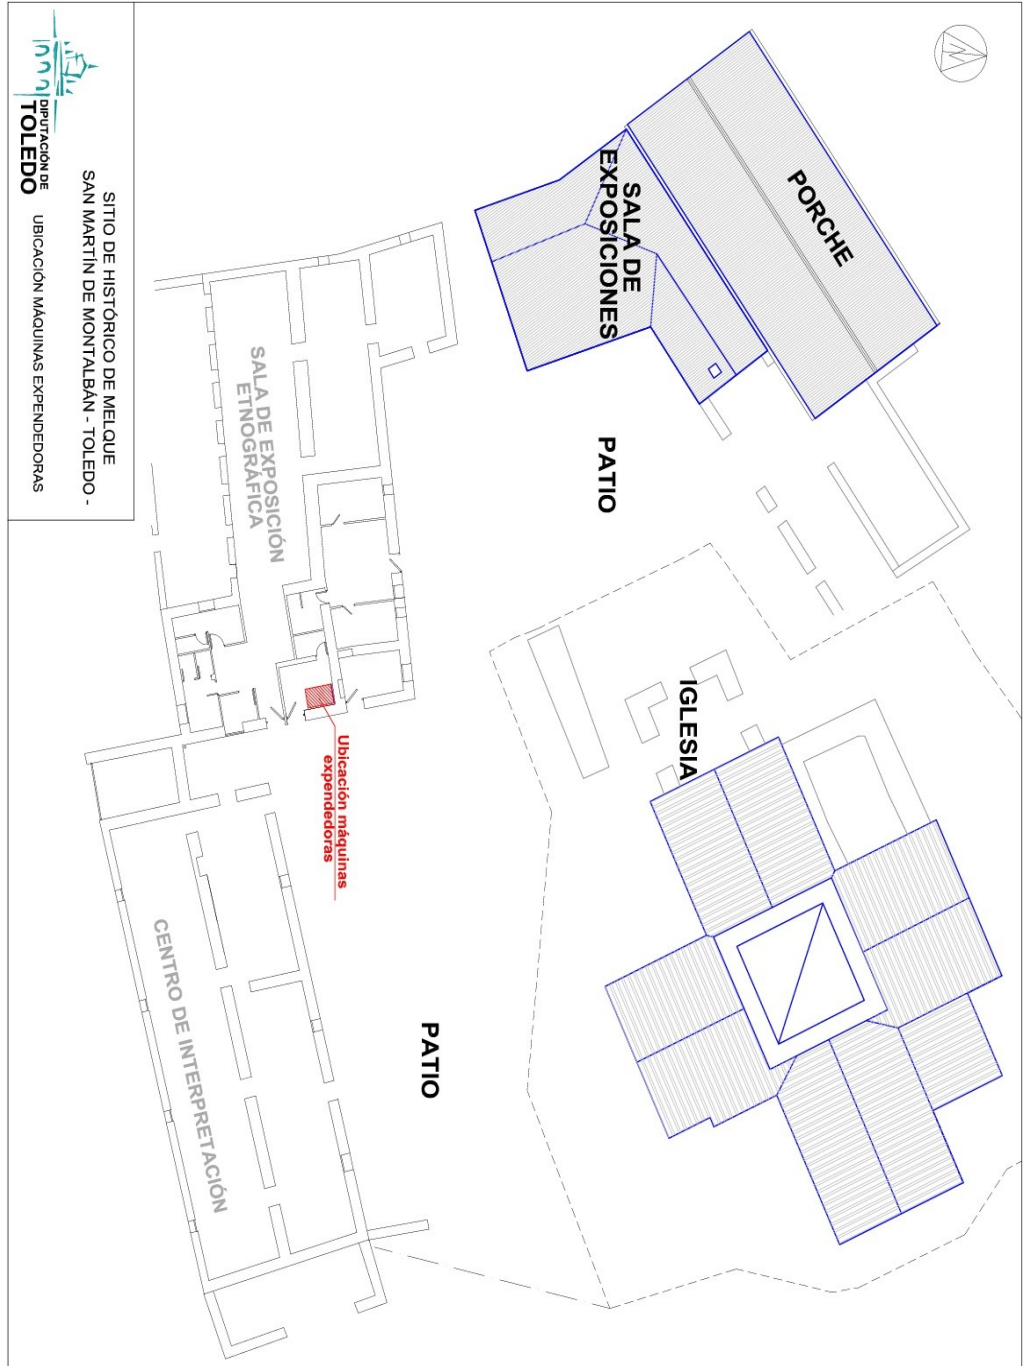 DIPUTACIÓN DE
TOLEDO
SITIO DE HISTÓRICO DE MELQUE
SAN MARTÍN DE MONTALBÁN - TOLEDO -
UBICACIÓN MÁQUINAS EXPENDEDORAS
N
PORCHE
SALA DE
EXPOSICIONES
PATIO
IGLESIA
SALA DE EXPOSICIÓN
ETNOGRÁFICA
Ubicación máquinas
expendedoras
PATIO
CENTRO DE INTERPRETACIÓN